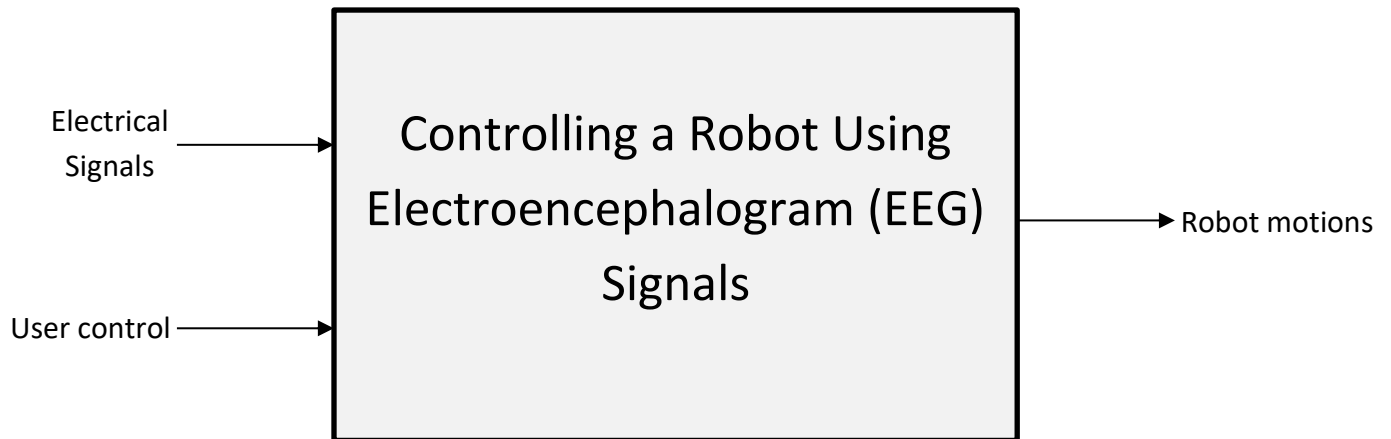 Electrical
Signals
User control
Controlling a Robot Using
Electroencephalogram (EEG)
Signals
Robot motions